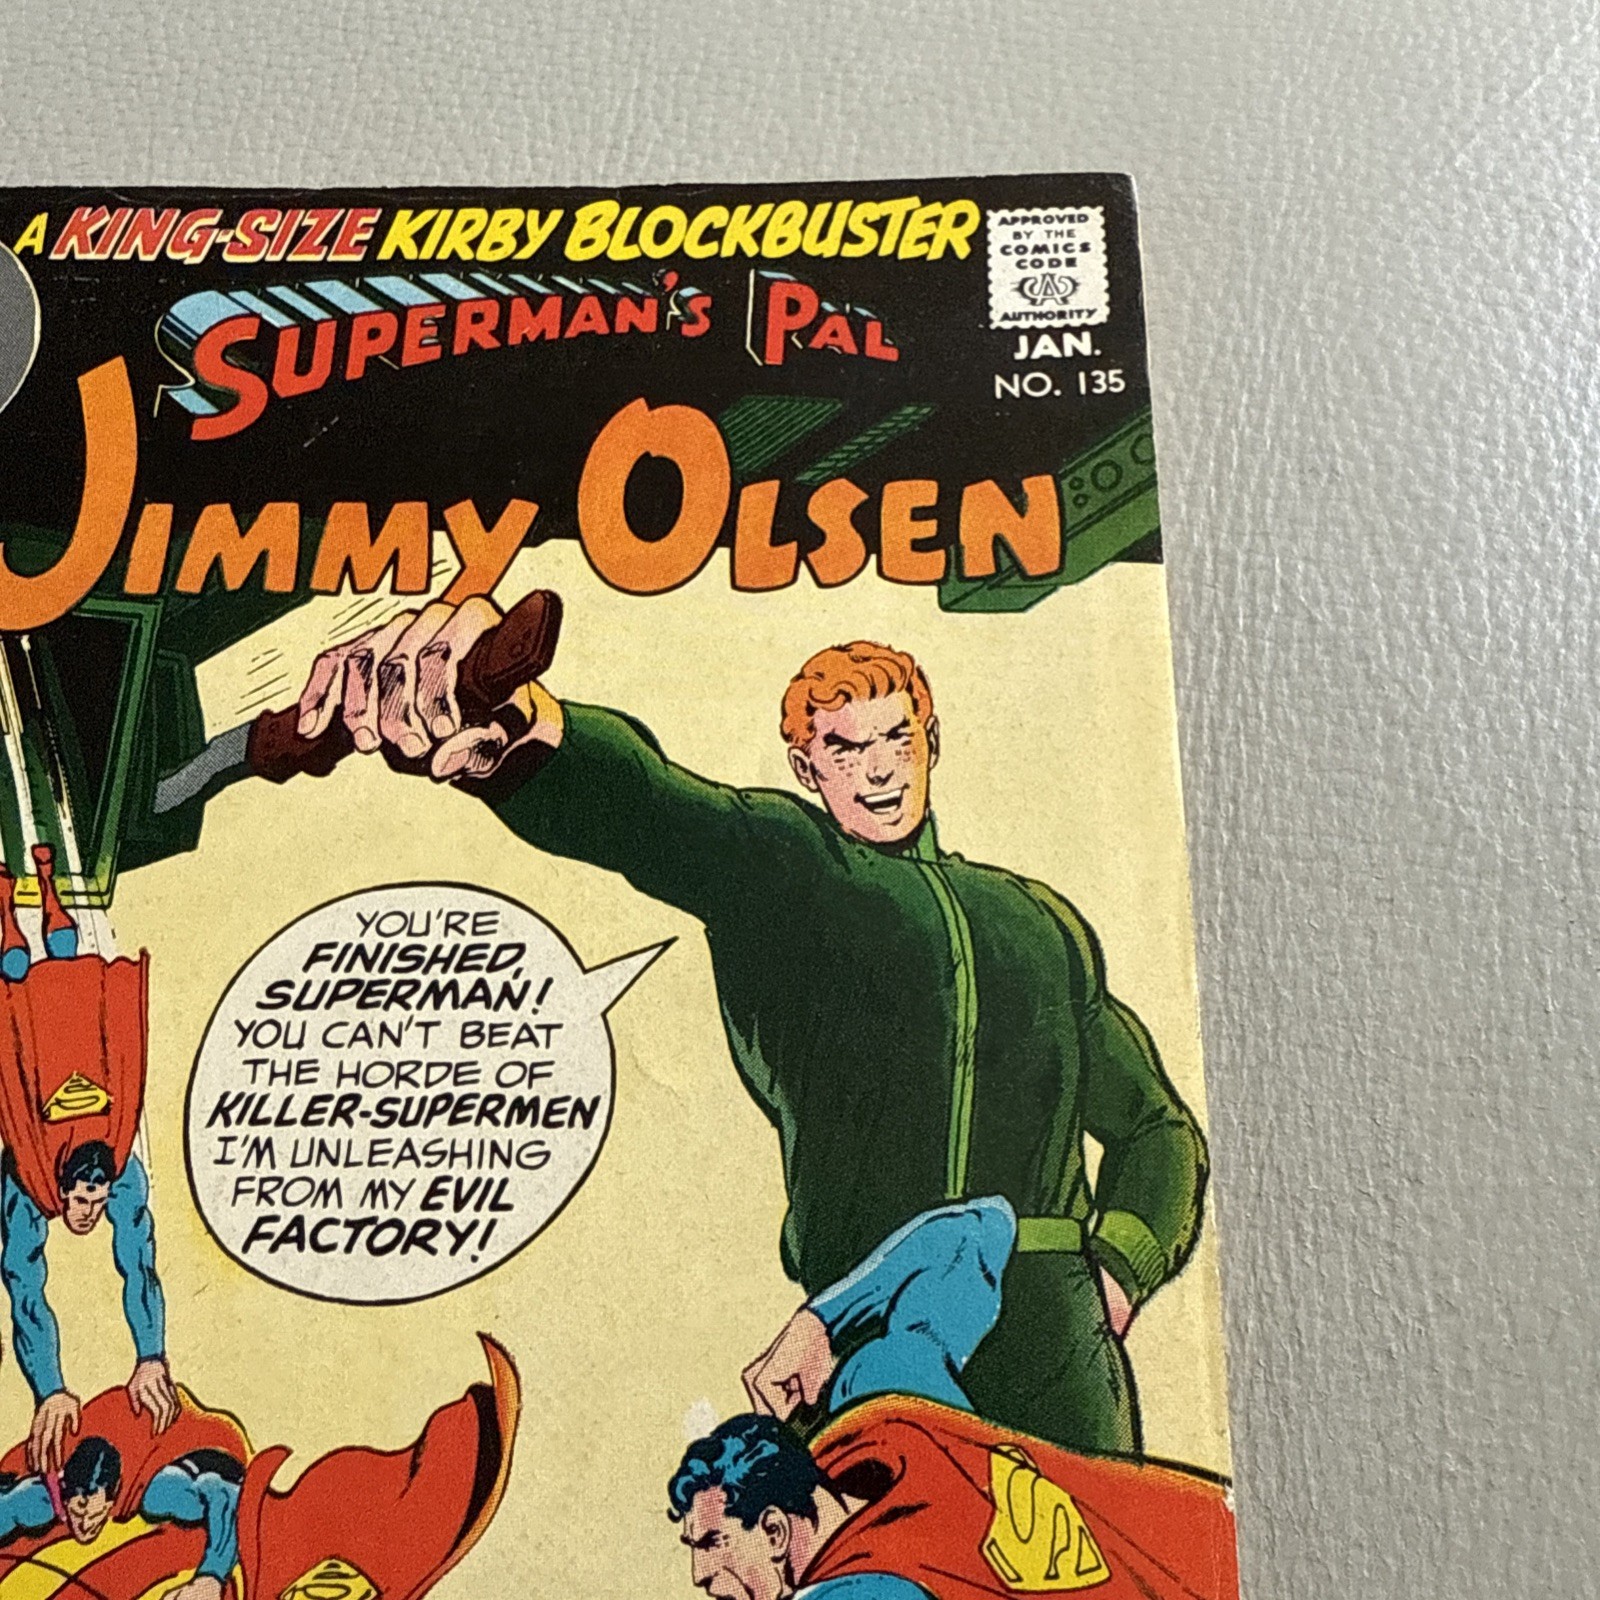 A KING-SIZE KIRBY BLOCKBUSTER
SUPERMAN'S PAL
JIMMY OLSEN
APPROVED
BY THE
COMICS
CODE
CA
AUTHORITY
JAN.
NO. 135
YOU'RE
FINISHED,
SUPERMAN!
YOU CAN'T BEAT
THE HORDE OF
KILLER-SUPERMEN
I'M UNLEASHING
FROM MY EVIL
FACTORY!
S
S